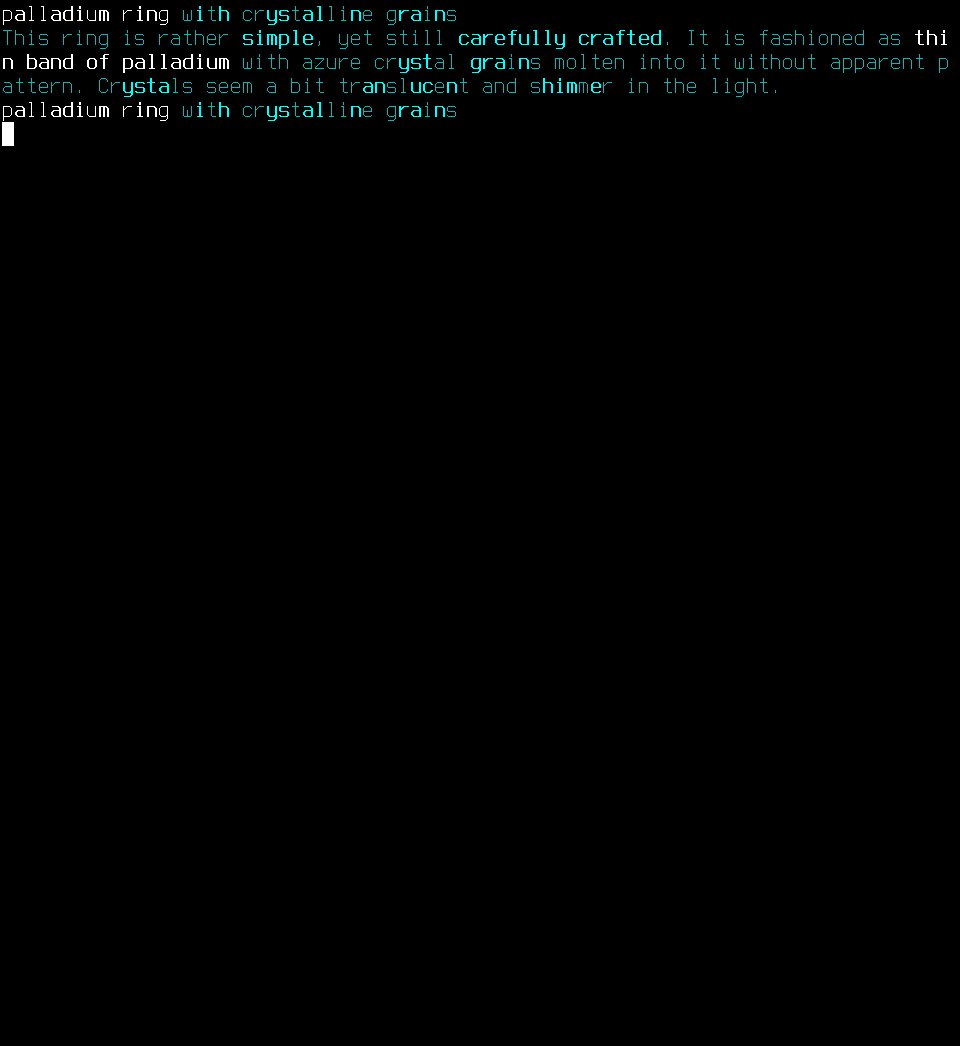 palladium ring with crystalline grains
This ring is rather simple, yet still carefully crafted. It is fashioned as thi
n band of palladium with azure crystal grains molten into it without apparent p
attern. Crystals seem a bit translucent and shimmer in the light.
palladium ring with crystalline grains